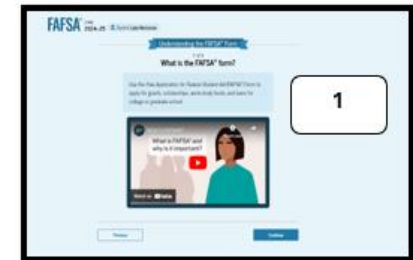 FAFSA® FORM
2024-25
Understanding the FAFSA® Form
What is the FAFSA® form?
Use the Free Application for Federal Student Aid (FAFSA®) Form to
apply for grants, scholarships, work-study funds, and loans for
college or graduate school.
What is FAFSA® and
why is it important?
Watch on YouTube
Previous
Continue
1